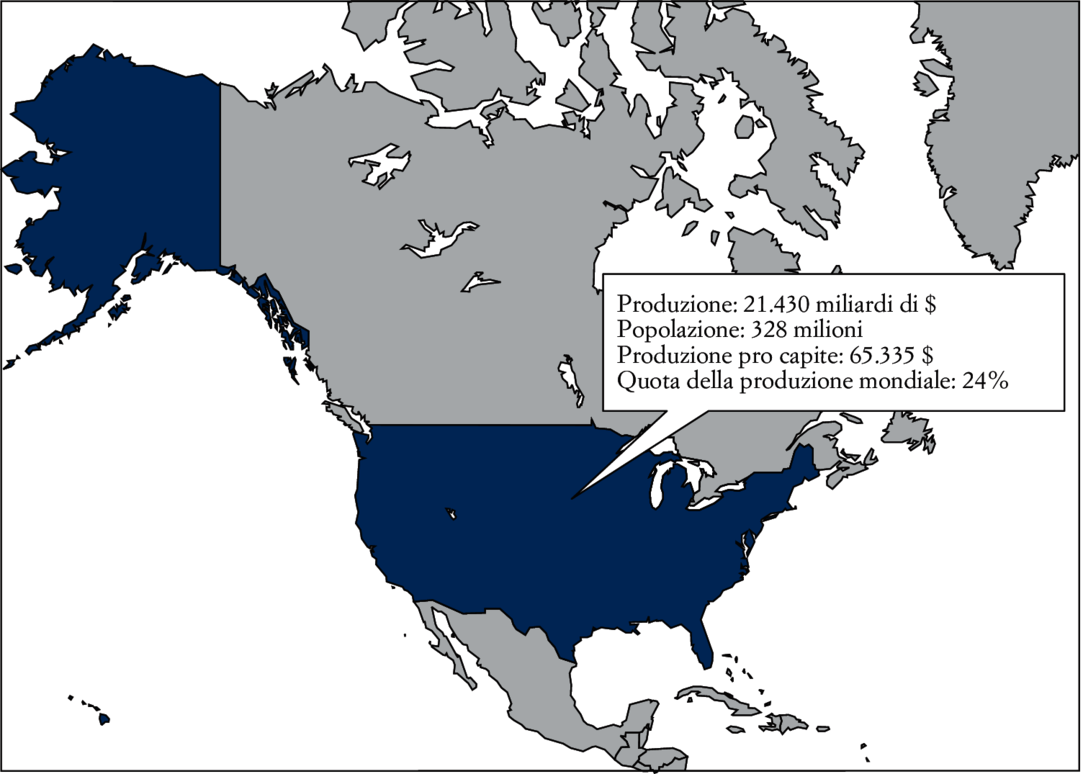 Produzione: 21.430 miliardi di $
Popolazione: 328 milioni
Produzione pro capite: 65.335 $
Quota della produzione mondiale: 24%